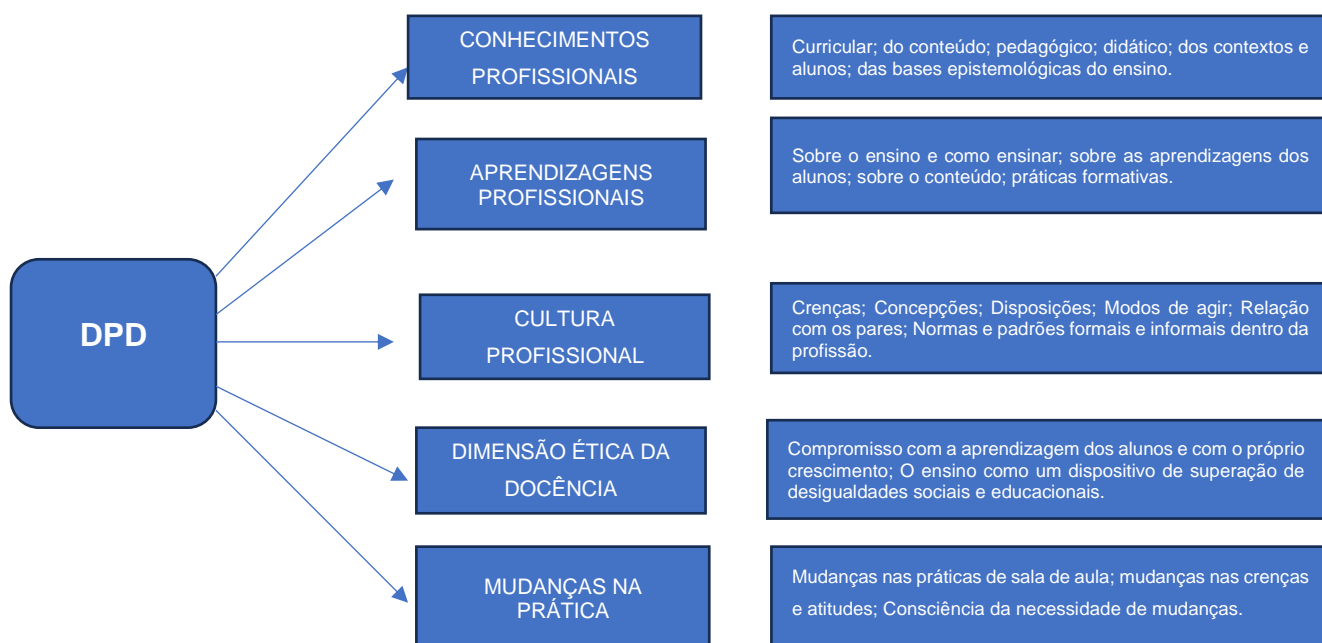 CONHECIMENTOS
PROFISSIONAIS
Curricular; do conteúdo; pedagógico; didático; dos contextos e
alunos; das bases epistemológicas do ensino.
APRENDIZAGENS
PROFISSIONAIS
Sobre o ensino e como ensinar; sobre as aprendizagens dos
alunos; sobre o conteúdo; práticas formativas.
DPD
CULTURA
PROFISSIONAL
Crenças; Concepções; Disposições; Modos de agir; Relação
com os pares; Normas e padrões formais e informais dentro da
profissão.
DIMENSÃO ÉTICA DA
DOCÊNCIA
Compromisso com a aprendizagem dos alunos e com o próprio
crescimento; O ensino como um dispositivo de superação de
desigualdades sociais e educacionais.
MUDANÇAS NA
PRÁTICA
Mudanças nas práticas de sala de aula; mudanças nas crenças
e atitudes; Consciência da necessidade de mudanças.